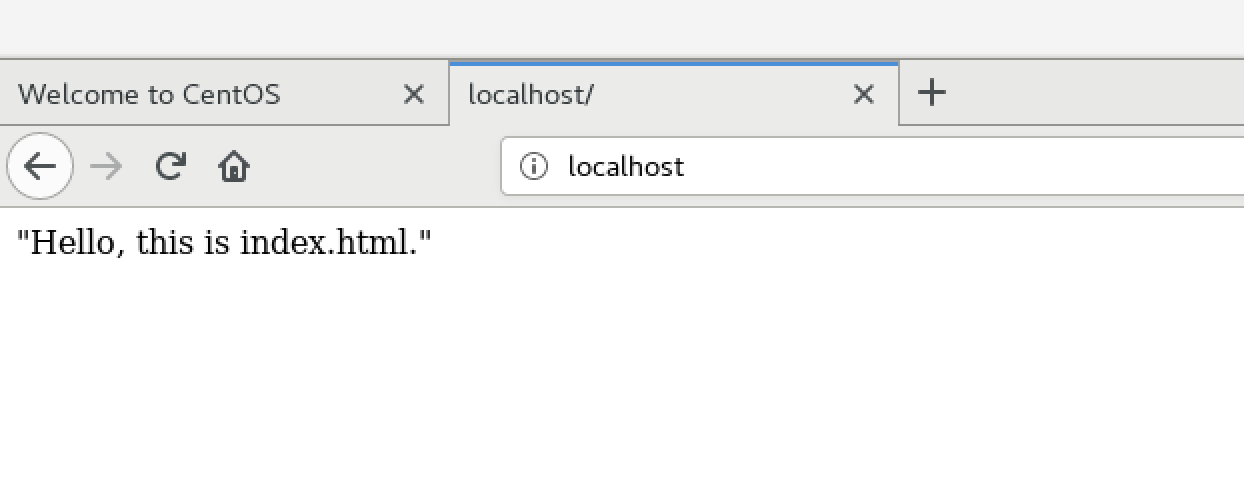 Welcome to CentOS
localhost/
localhost
"Hello, this is index.html."